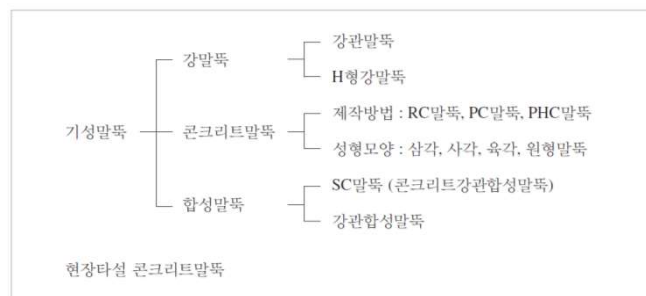 강관말뚝
강말뚝
H형강말뚝
제작방법 : RC말뚝, PC말뚝, PHC말뚝
기성말뚝
콘크리트말뚝
성형모양 : 삼각, 사각, 육각, 원형말뚝
SC말뚝 (콘크리트강관합성말뚝)
합성말뚝
강관합성말뚝
현장타설 콘크리트말뚝